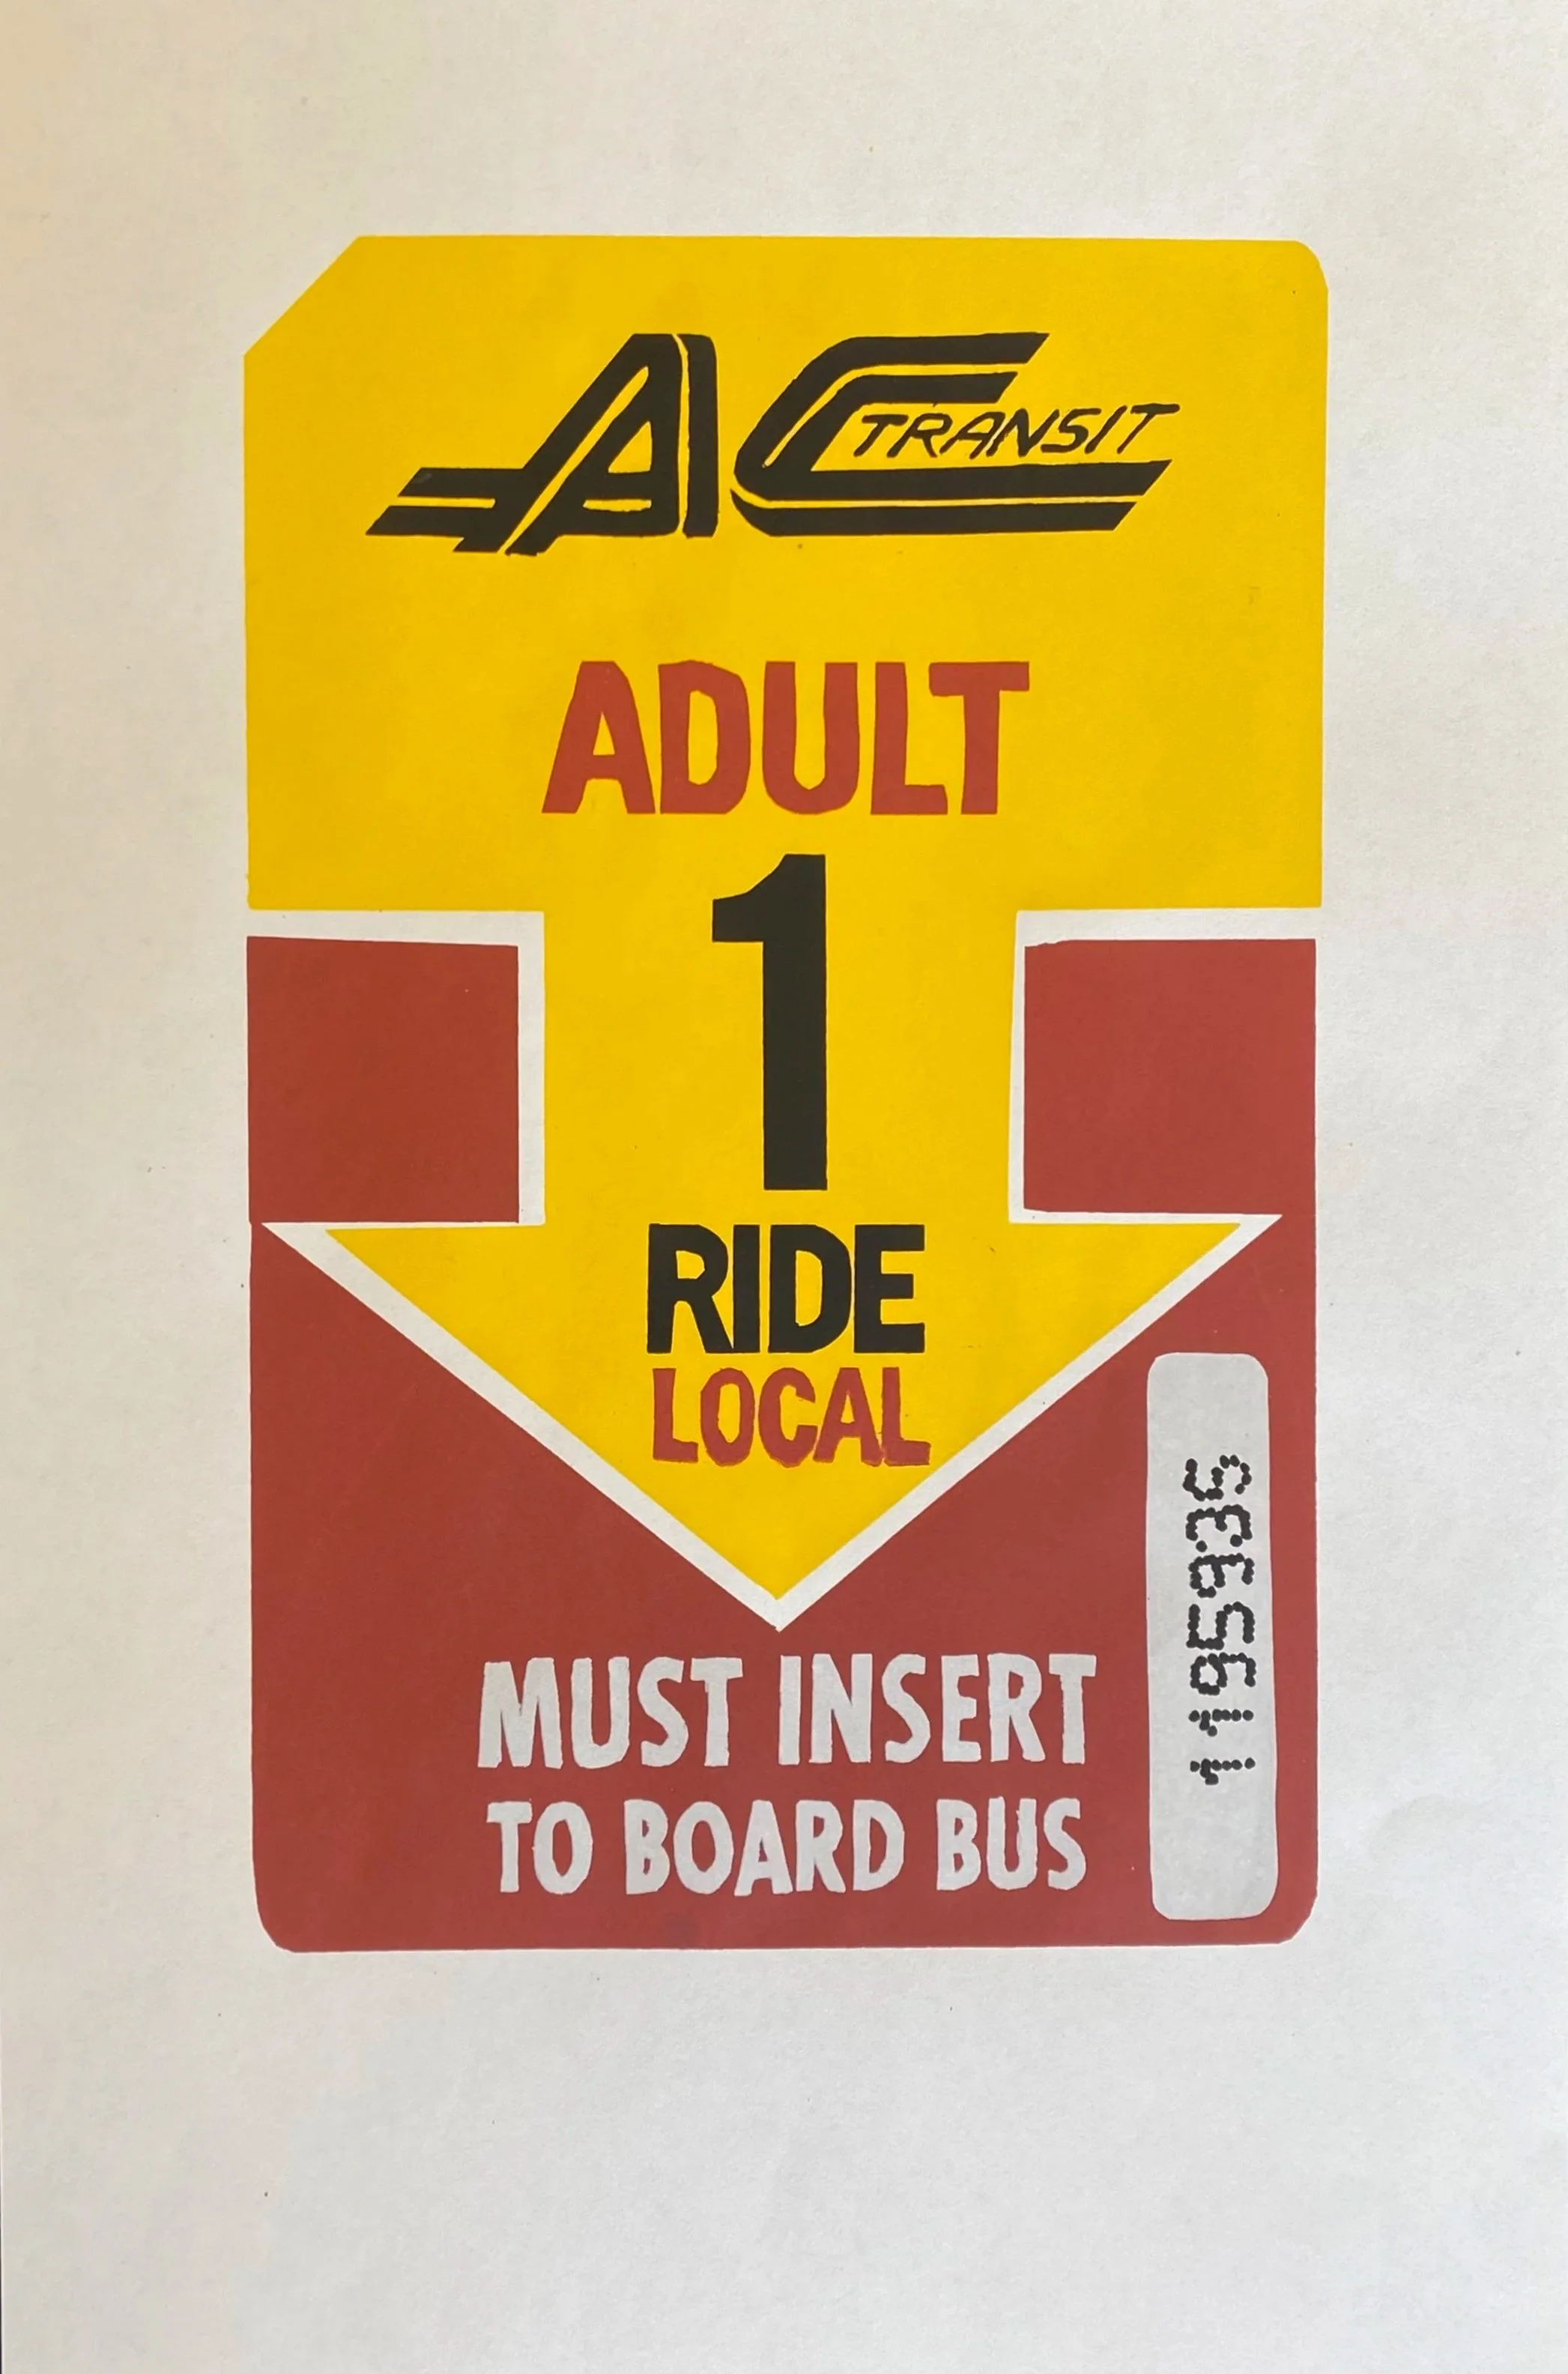 AC TRANSIT
ADULT
1
RIDE
LOCAL
MUST INSERT
TO BOARD BUS
1195935